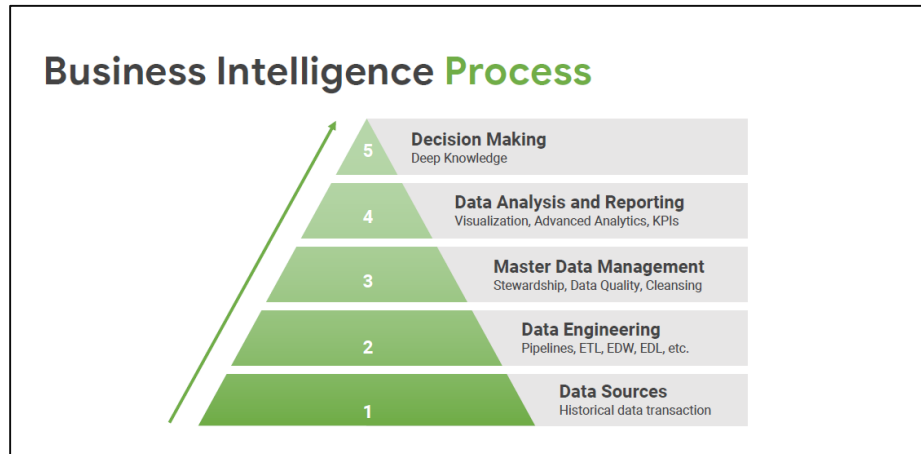 Business Intelligence Process
5
Decision Making
Deep Knowledge
4
Data Analysis and Reporting
Visualization, Advanced Analytics, KPIs
3
Master Data Management
Stewardship, Data Quality, Cleansing
2
Data Engineering
Pipelines, ETL, EDW, EDL, etc.
1
Data Sources
Historical data transaction